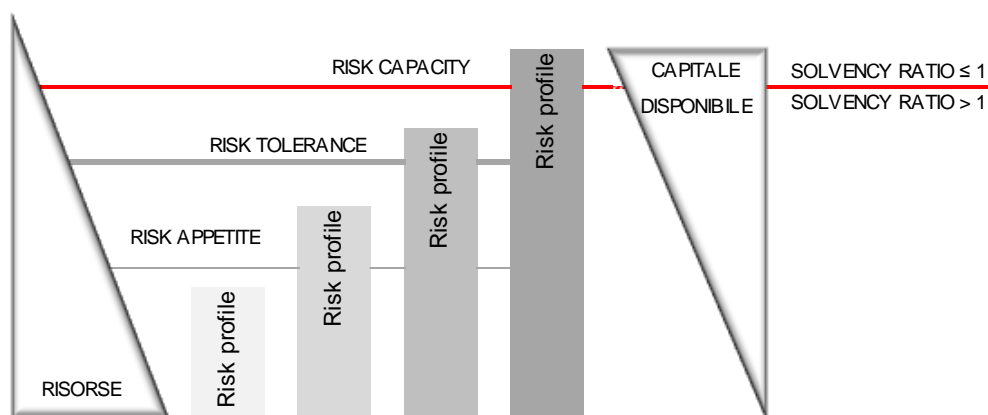 RISK CAPACITY
CAPITALE
DISPONIBILE
SOLVENCY RATIO ≤ 1
SOLVENCY RATIO > 1
RISK TOLERANCE
RISK APPETITE
Risk profile
Risk profile
Risk profile
Risk profile
RISORSE